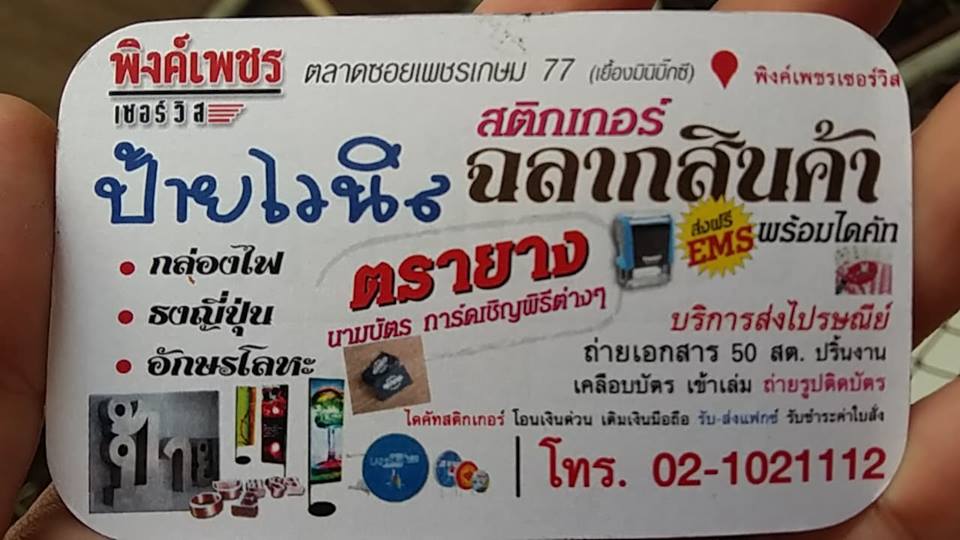 พิงค์เพชร
เซอร์วิส
ตลาดซอยเพชรเกษม 77 (เยื้องมินิบิ๊กซี)
พิงค์เพชรเซอร์วิส
สติกเกอร์
ป้ายไวนิล
ฉลากสินค้า
ส่งฟรี
EMS
พร้อมไดคัท
• กล่องไฟ
• ธงญี่ปุ่น
• อักษรโลหะ
ตรายาง
นามบัตร การ์ดเชิญพิธีต่างๆ
บริการส่งไปรษณีย์
ถ่ายเอกสาร 50 สต. ปริ้นงาน
เคลือบบัตร เข้าเล่ม ถ่ายรูปติดบัตร
ไดคัทสติกเกอร์ โอนเงินด่วน เติมเงินมือถือ รับ-ส่งแฟกซ์ รับชำระค่าใบสั่ง
ป้าย
โทร. 02-1021112